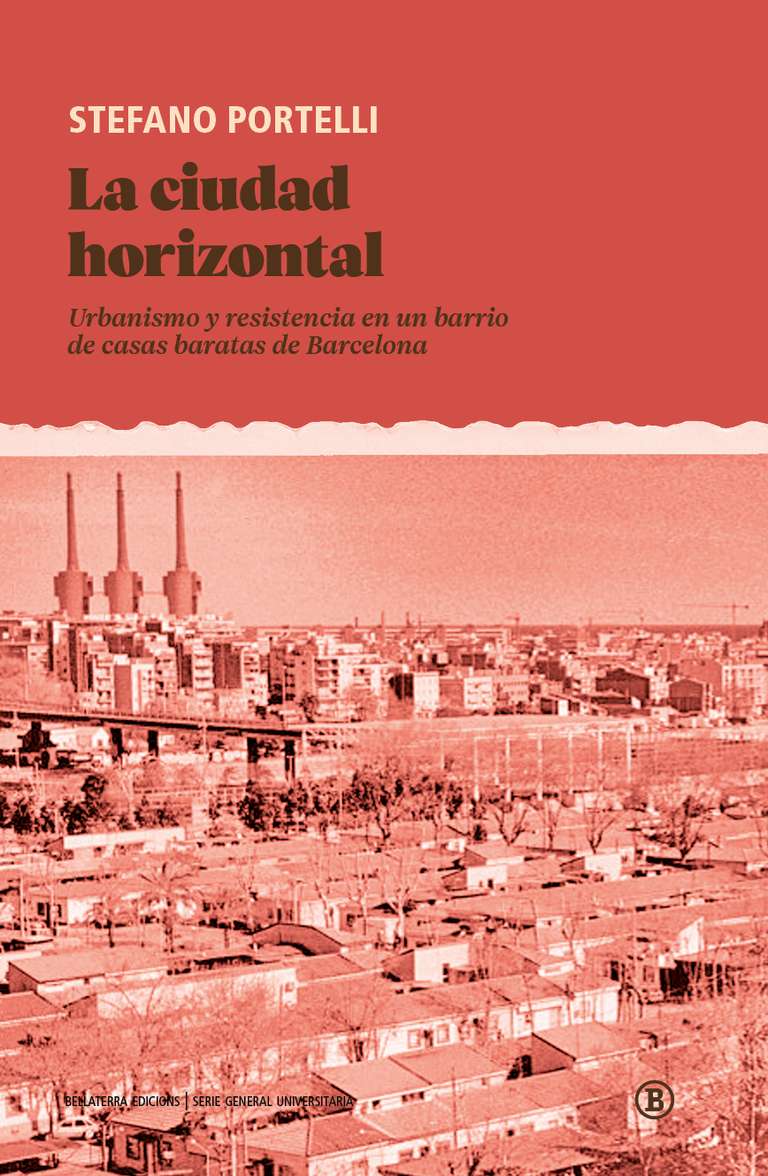 STEFANO PORTELLI
La ciudad
horizontal
Urbanismo y resistencia en un barrio
de casas baratas de Barcelona
BELLATERRA EDICIONS | SERIE GENERAL UNIVERSITARIA
B